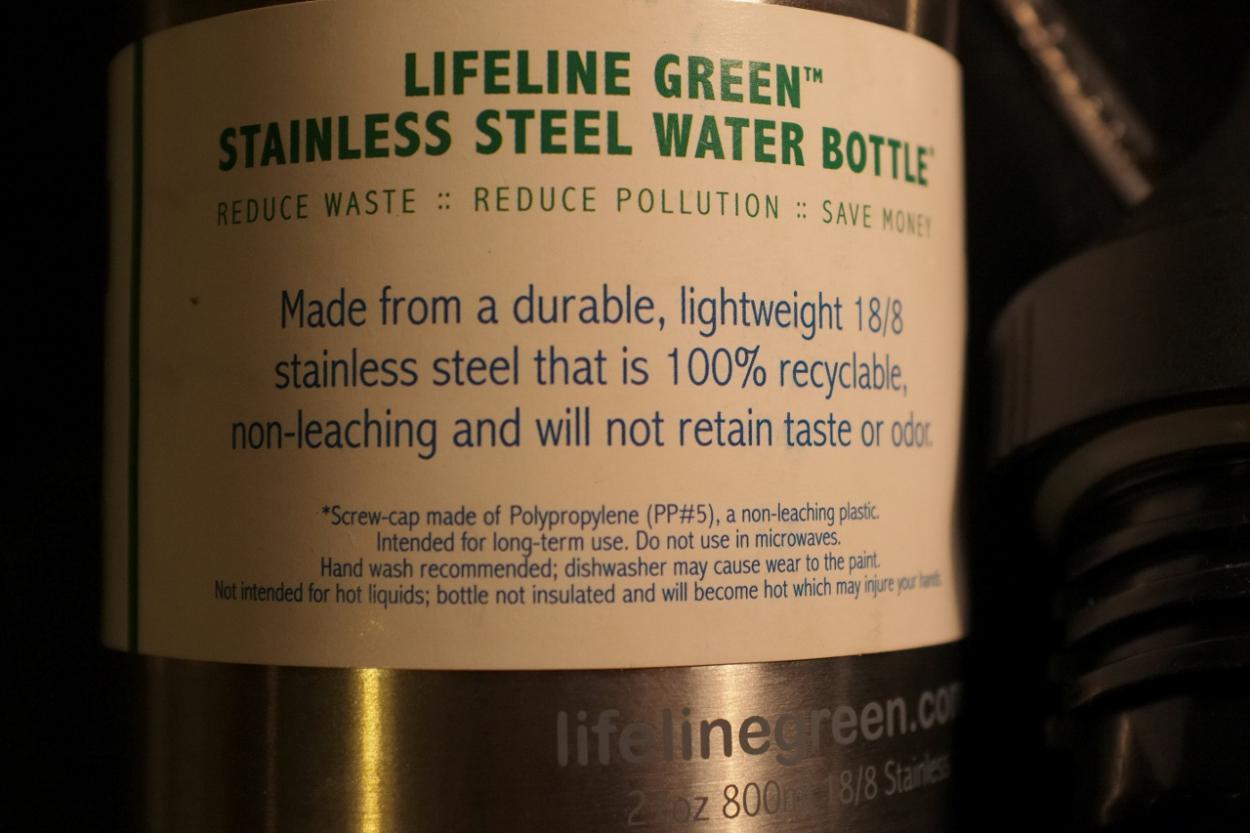 LIFELINE GREEN™
STAINLESS STEEL WATER BOTTLE*
REDUCE WASTE :: REDUCE POLLUTION :: SAVE MONEY
Made from a durable, lightweight 18/8
stainless steel that is 100% recyclable,
non-leaching and will not retain taste or odor.
*Screw-cap made of Polypropylene (PP#5), a non-leaching plastic.
Intended for long-term use. Do not use in microwaves.
Hand wash recommended; dishwasher may cause wear to the paint.
Not intended for hot liquids; bottle not insulated and will become hot which may injure your hands.
lifelinegreen.com
oz 800m 18/8 Stainless